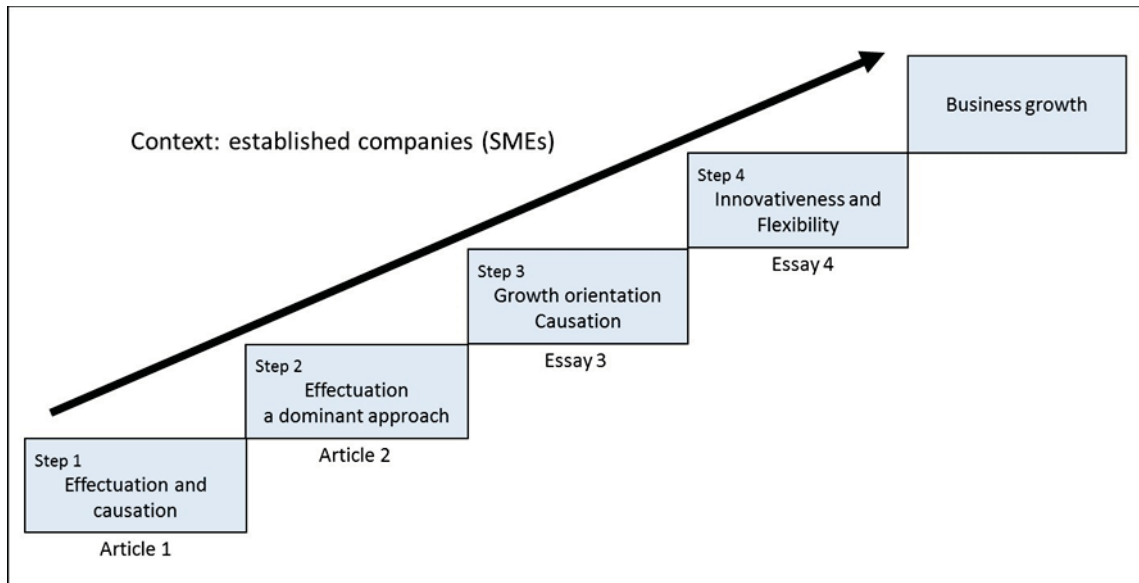 Context: established companies (SMEs)
Business growth
Step 4
Innovativeness and
Flexibility
Essay 4
Step 3
Growth orientation
Causation
Essay 3
Step 2
Effectuation
a dominant approach
Article 2
Step 1
Effectuation and
causation
Article 1